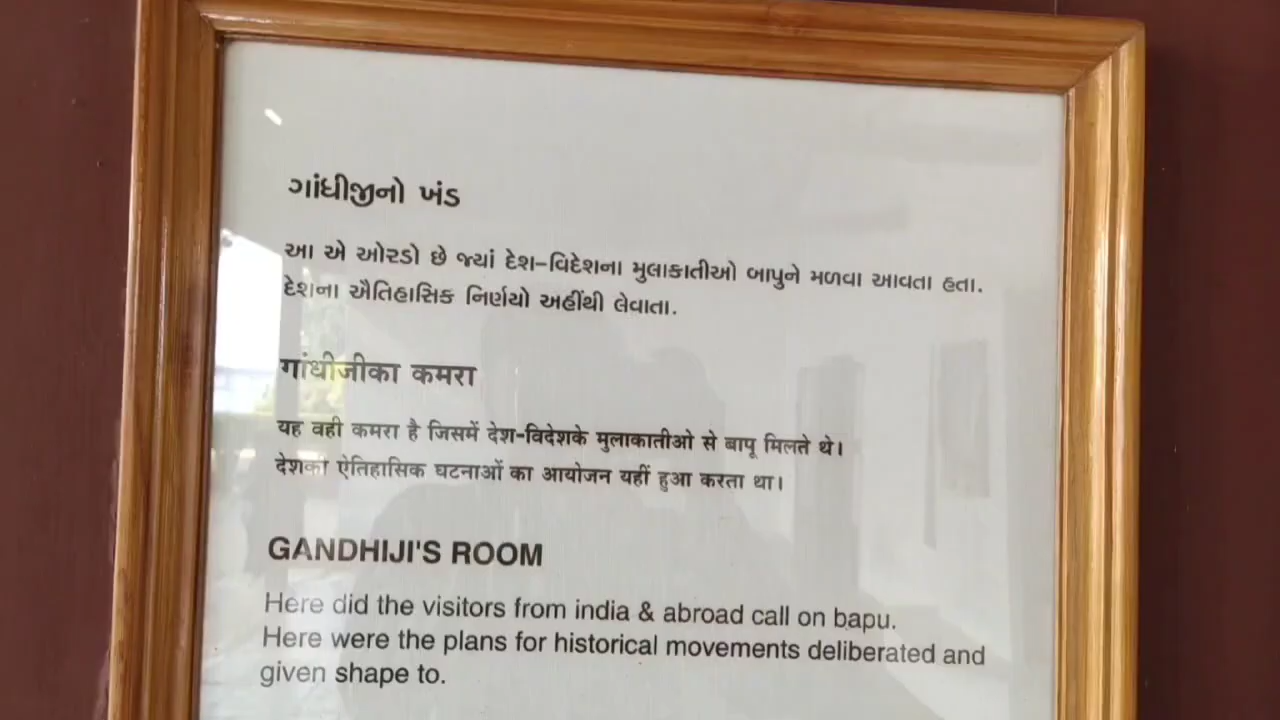 ગાંધીજીનો ખંડ
આ એ ઓરડો છે જ્યાં દેશ-વિદેશના મુલાકાતીઓ બાપુને મળવા આવતા હતા.
દેશના ઐતિહાસિક નિર્ણયો અહીંથી લેવાતા.
गांधीजीका कमरा
यह वही कमरा है जिसमें देश-विदेशके मुलाकातीओ से बापू मिलते थे।
देशका ऐतिहासिक घटनाओं का आयोजन यहीं हुआ करता था।
GANDHIJI'S ROOM
Here did the visitors from india & abroad call on bapu.
Here were the plans for historical movements deliberated and
given shape to.